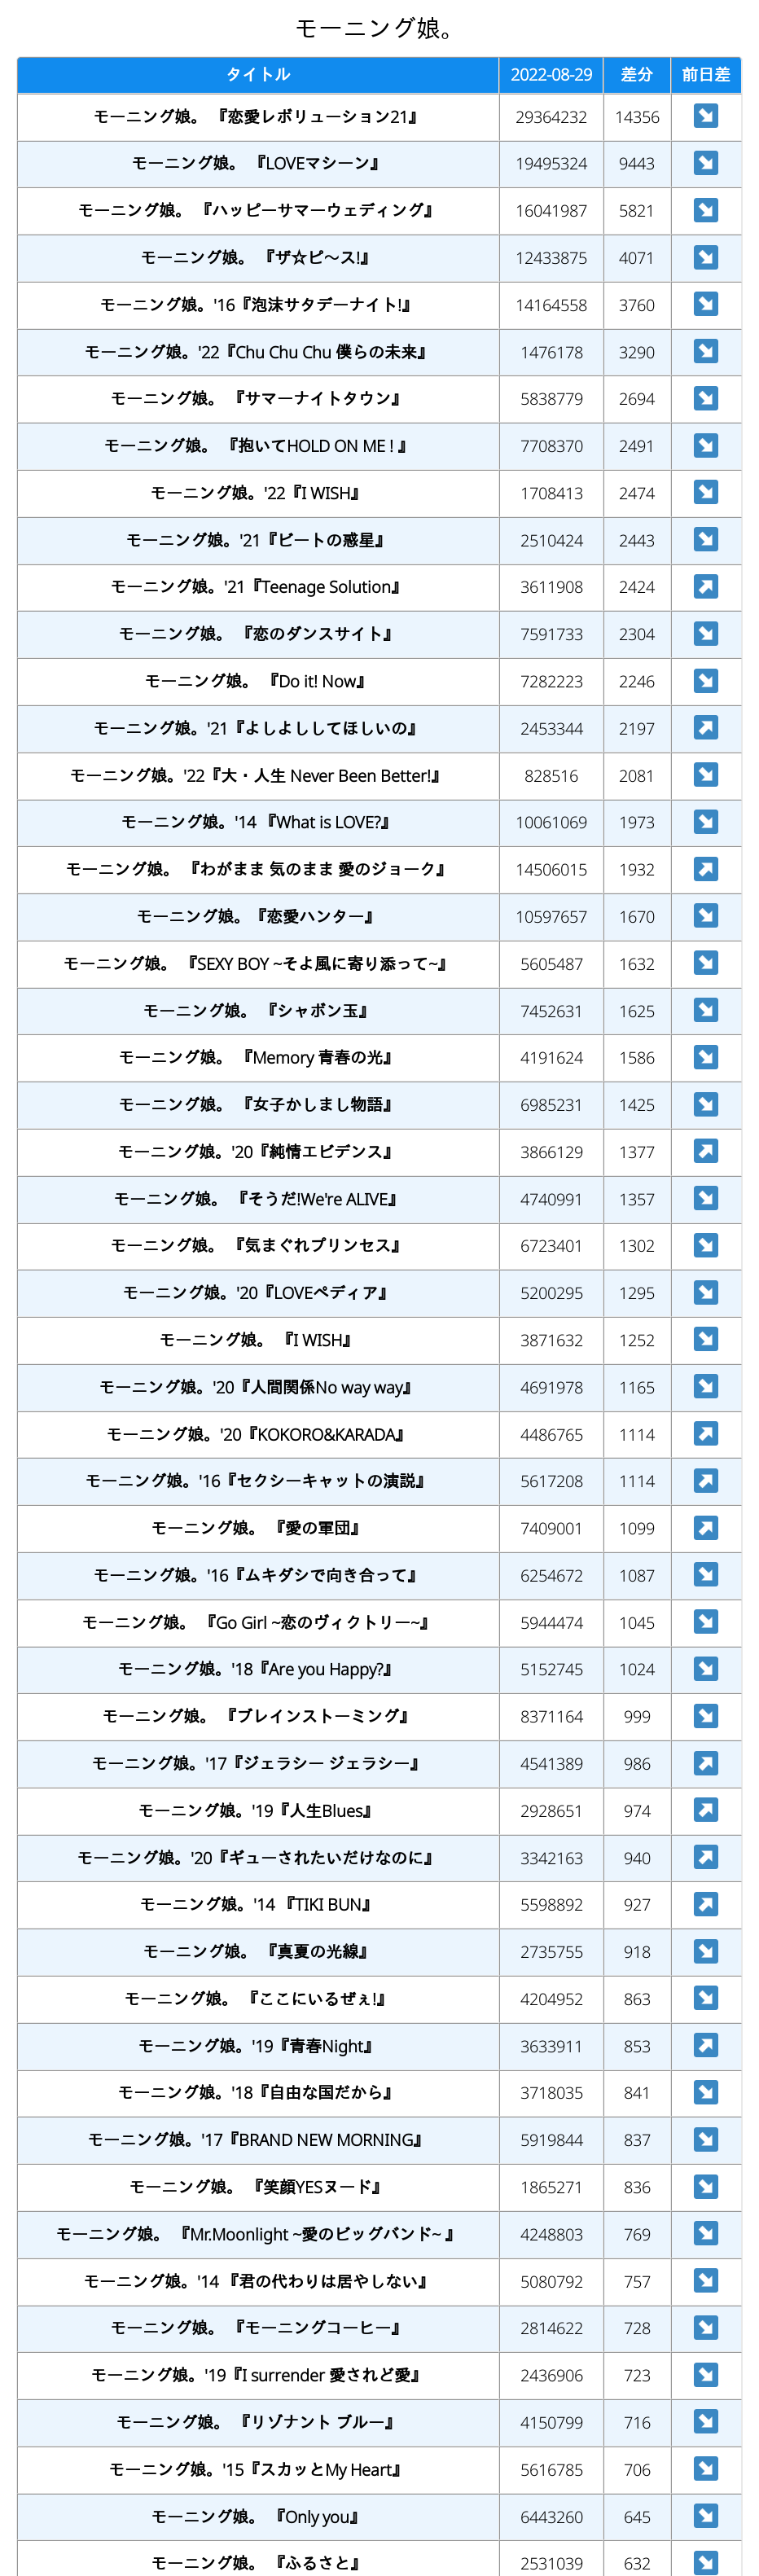 モーニング娘。
タイトル 2022-08-29 差分 前日差
モーニング娘。 『恋愛レボリューション21』 29364232 14356 ↘
モーニング娘。 『LOVEマシーン』 19495324 9443 ↘
モーニング娘。 『ハッピーサマーウェディング』 16041987 5821 ↘
モーニング娘。 『ザ☆ピ〜ス!』 12433875 4071 ↘
モーニング娘。'16『泡沫サタデーナイト!』 14164558 3760 ↘
モーニング娘。'22『Chu Chu Chu 僕らの未来』 1476178 3290 ↘
モーニング娘。 『サマーナイトタウン』 5838779 2694 ↘
モーニング娘。 『抱いてHOLD ON ME ! 』 7708370 2491 ↘
モーニング娘。'22『I WISH』 1708413 2474 ↘
モーニング娘。'21『ビートの惑星』 2510424 2443 ↘
モーニング娘。'21『Teenage Solution』 3611908 2424 ↗
モーニング娘。 『恋のダンスサイト』 7591733 2304 ↘
モーニング娘。 『Do it! Now』 7282223 2246 ↘
モーニング娘。'21『よしよししてほしいの』 2453344 2197 ↗
モーニング娘。'22『大・人生 Never Been Better!』 828516 2081 ↘
モーニング娘。'14 『What is LOVE?』 10061069 1973 ↘
モーニング娘。 『わがまま 気のまま 愛のジョーク』 14506015 1932 ↗
モーニング娘。『恋愛ハンター』 10597657 1670 ↘
モーニング娘。 『SEXY BOY ~そよ風に寄り添って~』 5605487 1632 ↘
モーニング娘。 『シャボン玉』 7452631 1625 ↘
モーニング娘。 『Memory 青春の光』 4191624 1586 ↘
モーニング娘。 『女子かしまし物語』 6985231 1425 ↘
モーニング娘。'20『純情エビデンス』 3866129 1377 ↗
モーニング娘。 『そうだ!We're ALIVE』 4740991 1357 ↘
モーニング娘。 『気まぐれプリンセス』 6723401 1302 ↘
モーニング娘。'20『LOVEペディア』 5200295 1295 ↘
モーニング娘。 『I WISH』 3871632 1252 ↘
モーニング娘。'20『人間関係No way way』 4691978 1165 ↘
モーニング娘。'20『KOKORO&KARADA』 4486765 1114 ↗
モーニング娘。'16『セクシーキャットの演説』 5617208 1114 ↗
モーニング娘。 『愛の軍団』 7409001 1099 ↗
モーニング娘。'16『ムキダシで向き合って』 6254672 1087 ↘
モーニング娘。 『Go Girl ~恋のヴィクトリー~』 5944474 1045 ↘
モーニング娘。'18『Are you Happy?』 5152745 1024 ↘
モーニング娘。 『ブレインストーミング』 8371164 999 ↘
モーニング娘。'17『ジェラシー ジェラシー』 4541389 986 ↗
モーニング娘。'19『人生Blues』 2928651 974 ↗
モーニング娘。'20『ギューされたいだけなのに』 3342163 940 ↗
モーニング娘。'14 『TIKI BUN』 5598892 927 ↗
モーニング娘。 『真夏の光線』 2735755 918 ↘
モーニング娘。 『ここにいるぜぇ!』 4204952 863 ↘
モーニング娘。'19『青春Night』 3633911 853 ↗
モーニング娘。'18『自由な国だから』 3718035 841 ↘
モーニング娘。'17『BRAND NEW MORNING』 5919844 837 ↘
モーニング娘。 『笑顔YESヌード』 1865271 836 ↘
モーニング娘。 『Mr.Moonlight ~愛のビッグバンド~ 』 4248803 769 ↘
モーニング娘。'14 『君の代わりは居やしない』 5080792 757 ↘
モーニング娘。 『モーニングコーヒー』 2814622 728 ↘
モーニング娘。'19『I surrender 愛されど愛』 2436906 723 ↘
モーニング娘。 『リゾナント ブルー』 4150799 716 ↘
モーニング娘。'15『スカッとMy Heart』 5616785 706 ↘
モーニング娘。 『Only you』 6443260 645 ↘
モーニング娘。 『ふるさと』 2531039 632 ↘